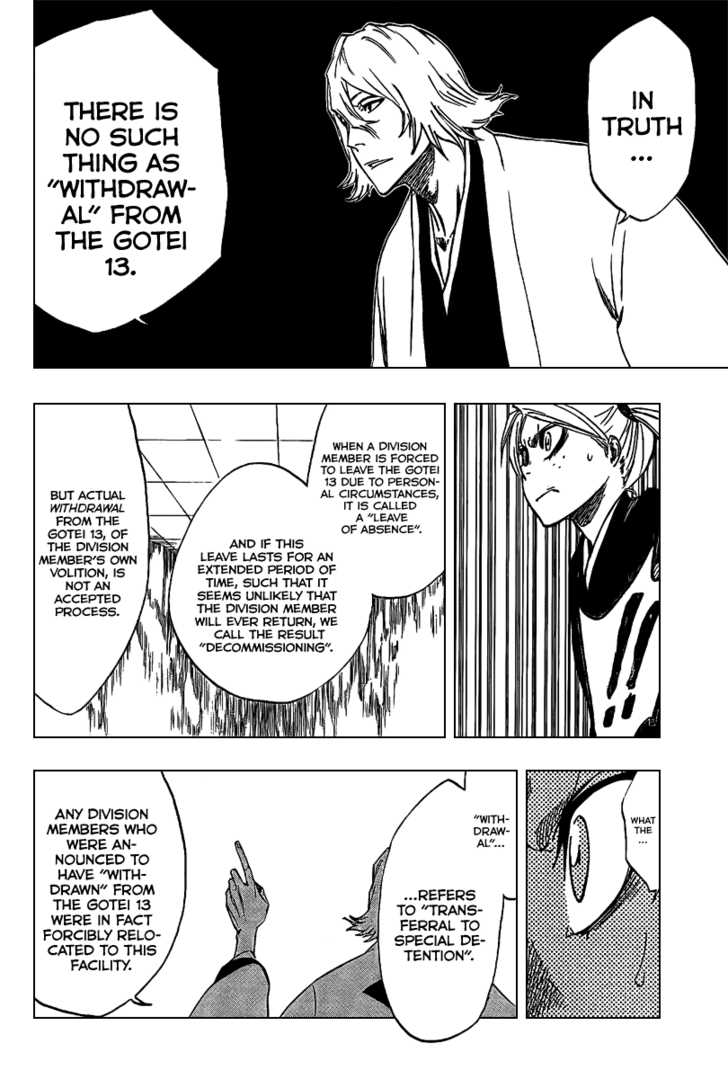 IN
TRUTH
...
THERE IS
NO SUCH
THING AS
"WITHDRAW-
AL" FROM
THE GOTEI
13.
WHEN A DIVISION
MEMBER IS FORCED
TO LEAVE THE GOTEI
13 DUE TO PERSON-
AL CIRCUMSTANCES,
IT IS CALLED
A "LEAVE
OF ABSENCE".
AND IF THIS
LEAVE LASTS FOR AN
EXTENDED PERIOD OF
TIME, SUCH THAT IT
SEEMS UNLIKELY THAT
THE DIVISION MEMBER
WILL EVER RETURN, WE
CALL THE RESULT
"DECOMMISSIONING".
BUT ACTUAL
WITHDRAWAL
FROM THE
GOTEI 13, OF
THE DIVISION
MEMBER'S OWN
VOLITION, IS
NOT AN
ACCEPTED
PROCESS.
WHAT
THE
...
"WITH-
DRAW-
AL"...
...REFERS
TO "TRANS-
FERRAL TO
SPECIAL DE-
TENTION".
ANY DIVISION
MEMBERS WHO
WERE AN-
NOUNCED TO
HAVE "WITH-
DRAWN" FROM
THE GOTEI 13
WERE IN FACT
FORCIBLY RELO-
CATED TO THIS
FACILITY.